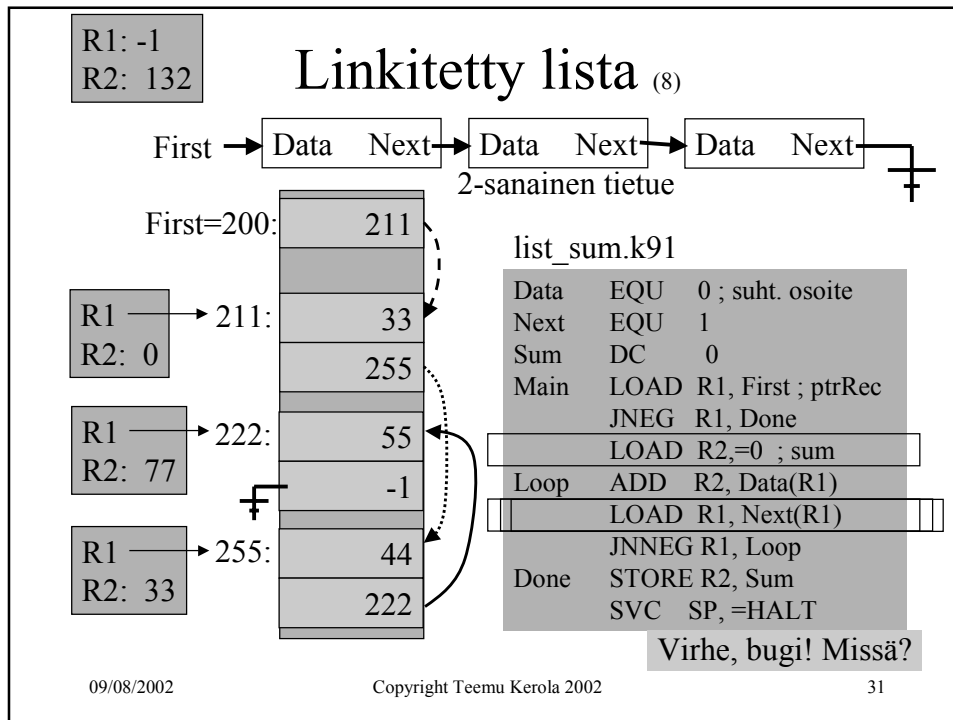 R1: -1
R2: 132
Linkitetty lista (8)
First Data Next Data Next Data Next
2-sanainen tietue
First=200: 211
R1 211: 33
R2: 0
255
R1 222: 55
R2: 77
-1
R1 255: 44
R2: 33
222
list_sum.k91
Data EQU 0 ; suht. osoite
Next EQU 1
Sum DC 0
Main LOAD R1, First ; ptrRec
JNEG R1, Done
LOAD R2,=0 ; sum
Loop ADD R2, Data(R1)
LOAD R1, Next(R1)
JNNEG R1, Loop
Done STORE R2, Sum
SVC SP, =HALT
Virhe, bugi! Missä?
09/08/2002 Copyright Teemu Kerola 2002 31